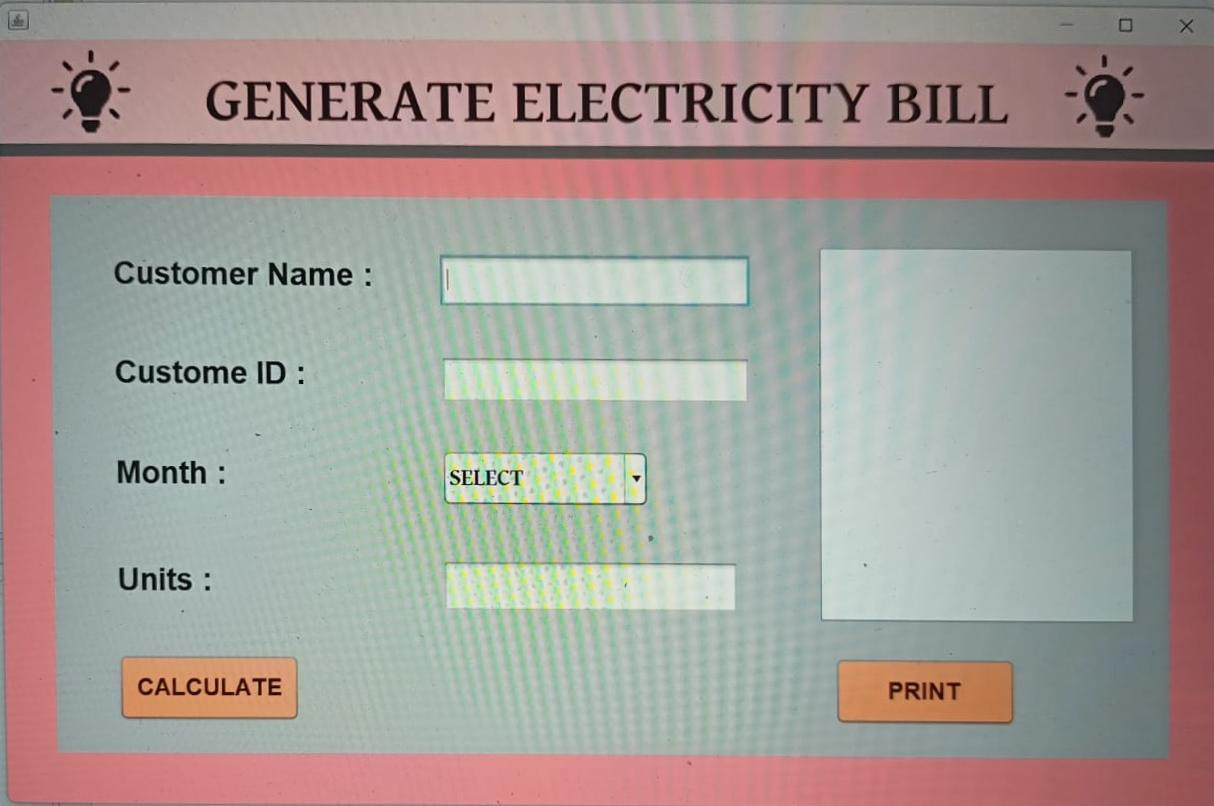 GENERATE ELECTRICITY BILL
Customer Name :
Custome ID :
Month :
SELECT
Units :
CALCULATE
PRINT